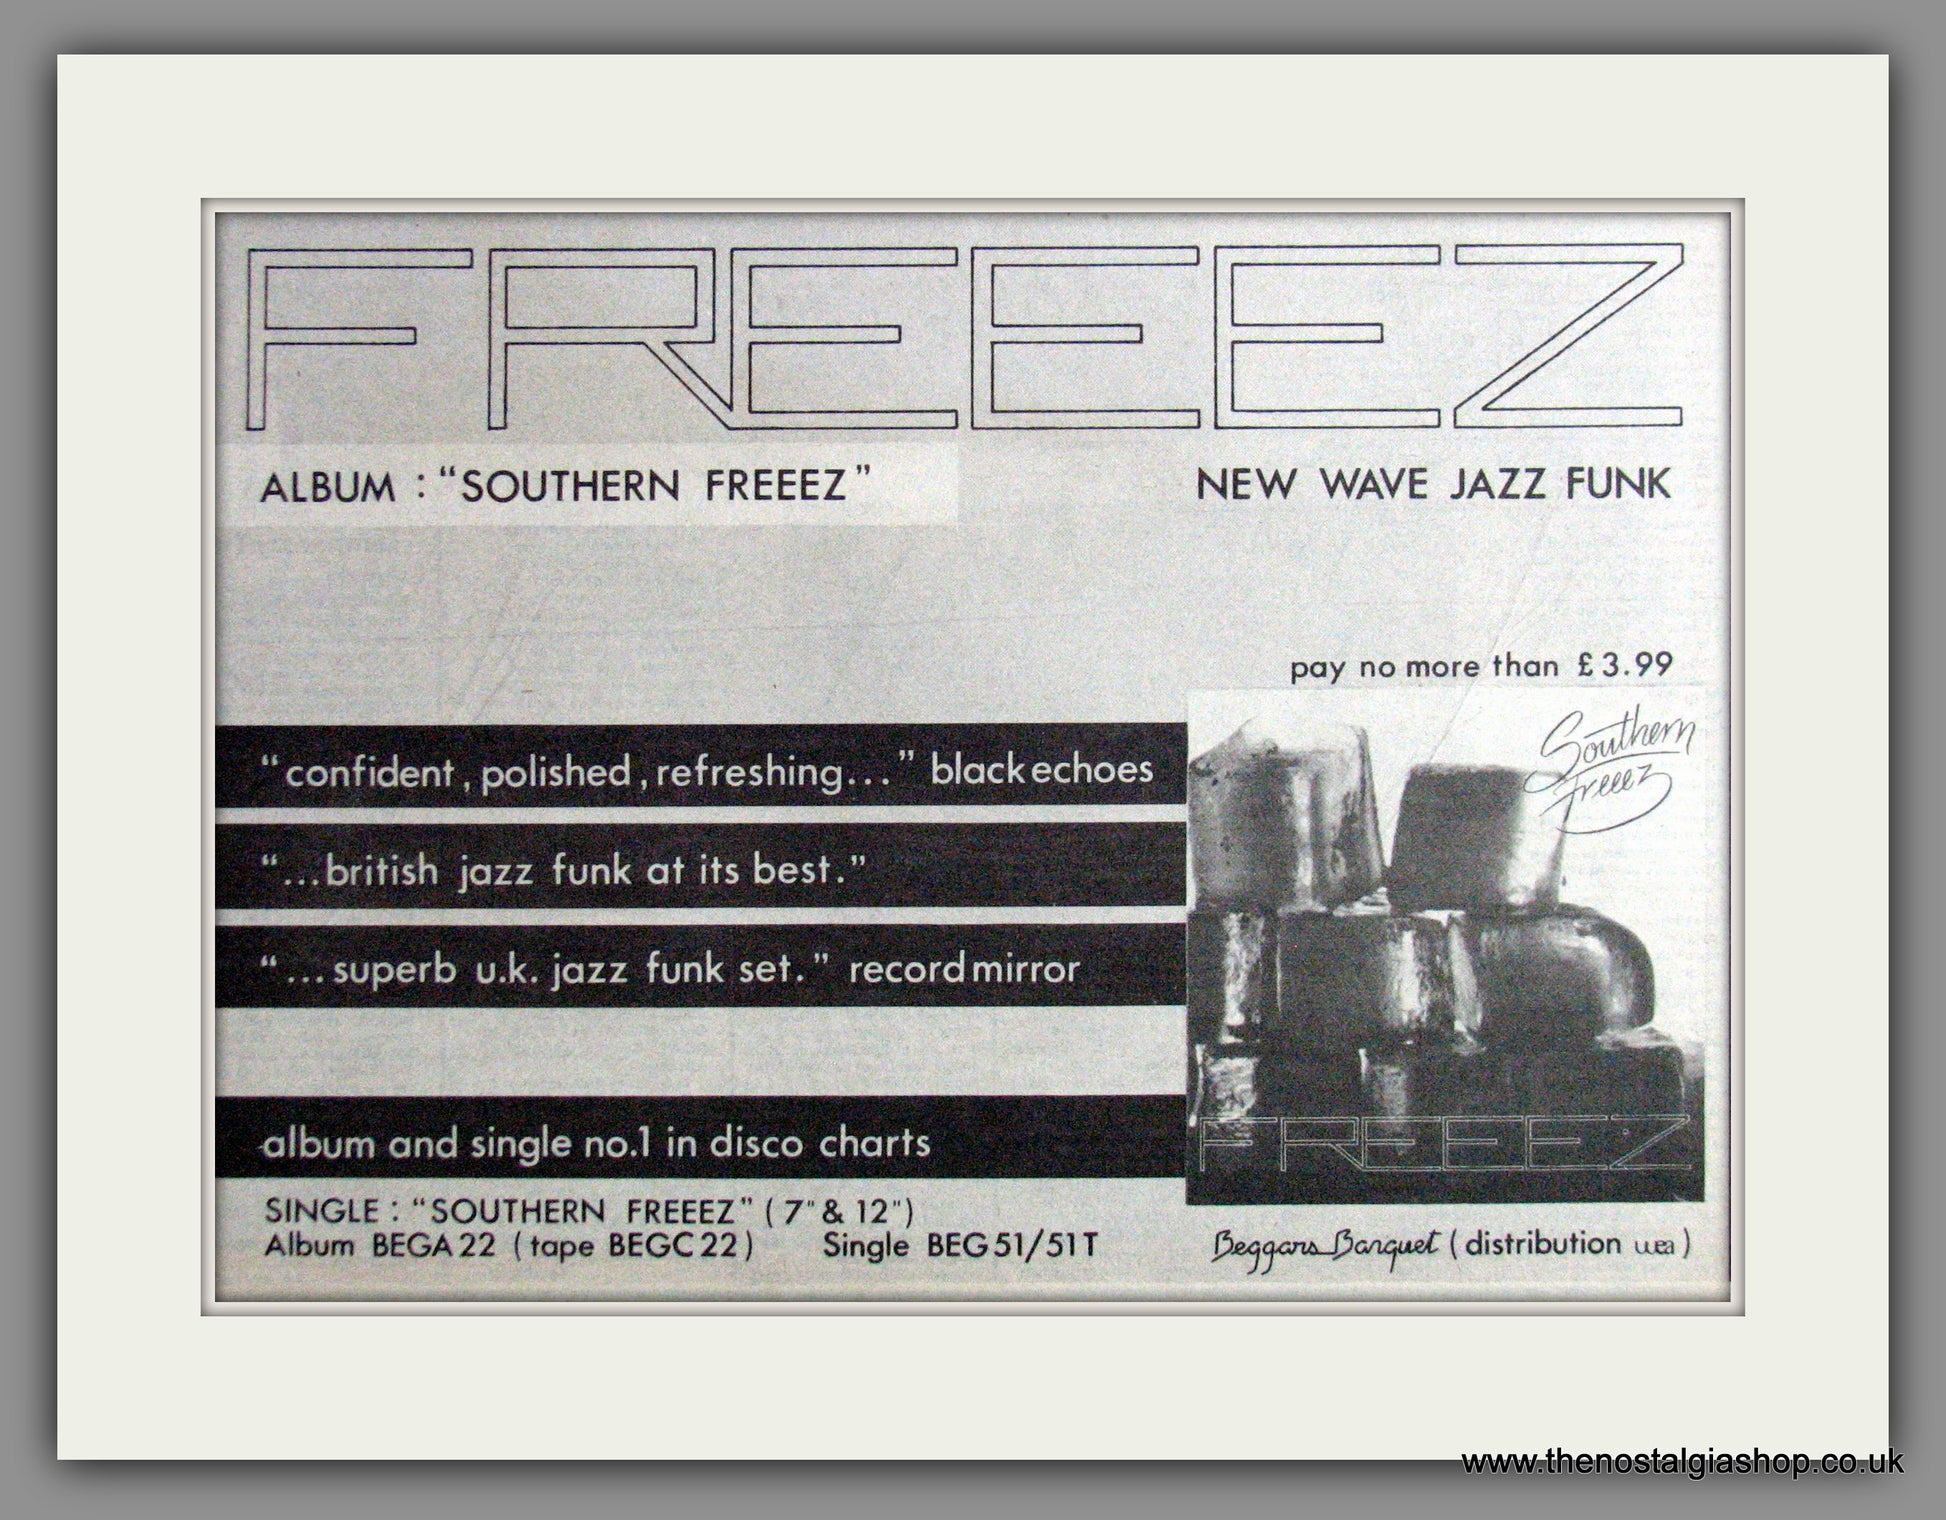 FREEEZ
ALBUM : “SOUTHERN FREEEZ”
NEW WAVE JAZZ FUNK
pay no more than £3.99
Southern
Freeez
“confident, polished, refreshing...” blackechoes
“...british jazz funk at its best.”
“...superb u.k. jazz funk set.” recordmirror
album and single no.1 in disco charts
FREEEZ
SINGLE : “SOUTHERN FREEEZ” (7" & 12")
Album BEGA 22 (tape BEGC 22) Single BEG 51/51T
Beggars Banquet (distribution wea)
www.thenostalgiashop.co.uk